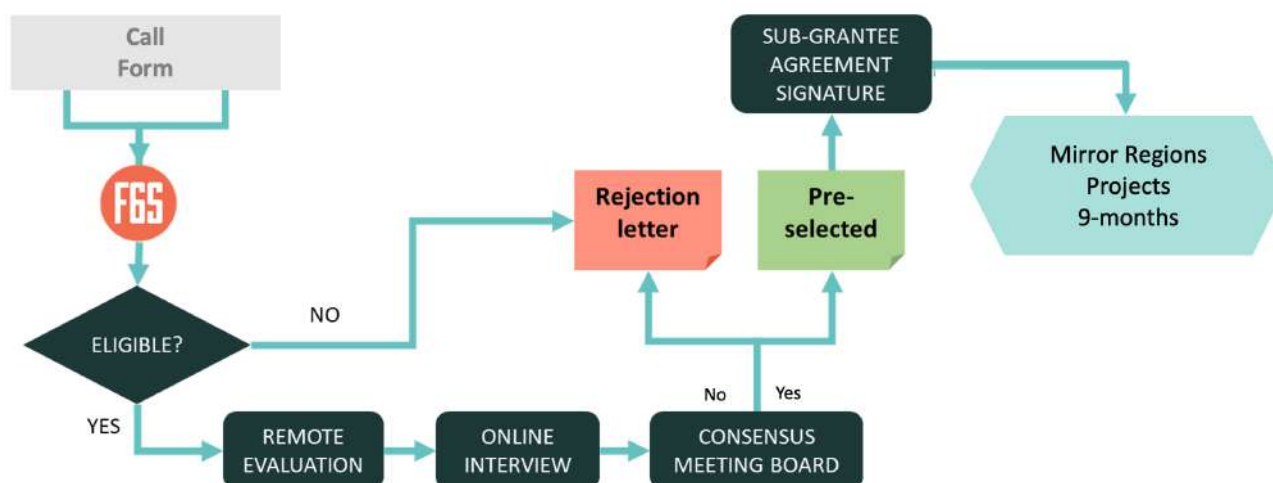 Call
Form
F6S
ELIGIBLE?
NO
YES
REMOTE
EVALUATION
ONLINE
INTERVIEW
CONSENSUS
MEETING BOARD
No
Yes
Rejection
letter
Pre-
selected
SUB-GRANTEE
AGREEMENT
SIGNATURE
Mirror Regions
Projects
9-months